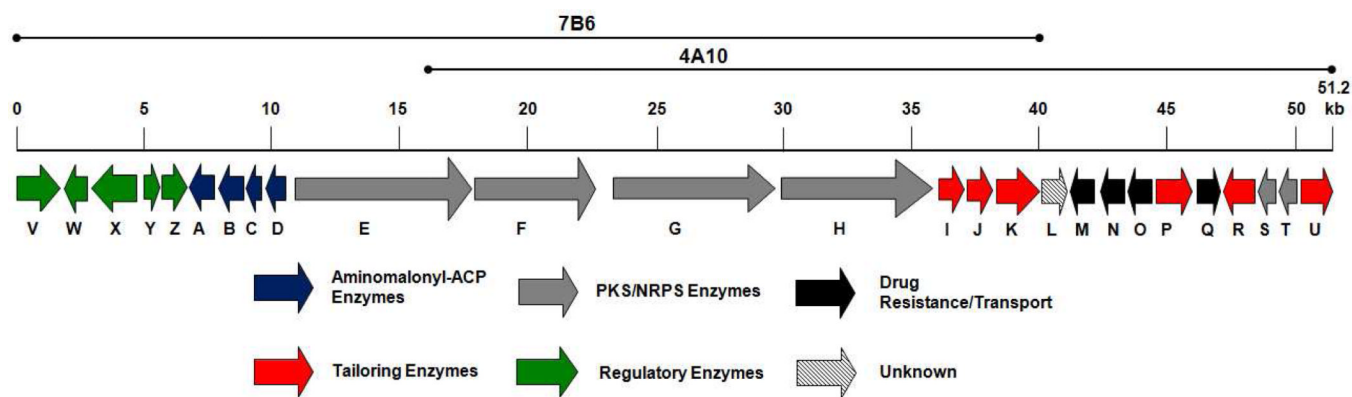 7B6
4A10
0 5 10 15 20 25 30 35 40 45 50 51.2
kb
V W X Y Z A B C D E F G H I J K L M N O P Q R S T U
Aminomalonyl-ACP
Enzymes
PKS/NRPS Enzymes
Drug
Resistance/Transport
Tailoring Enzymes
Regulatory Enzymes
Unknown